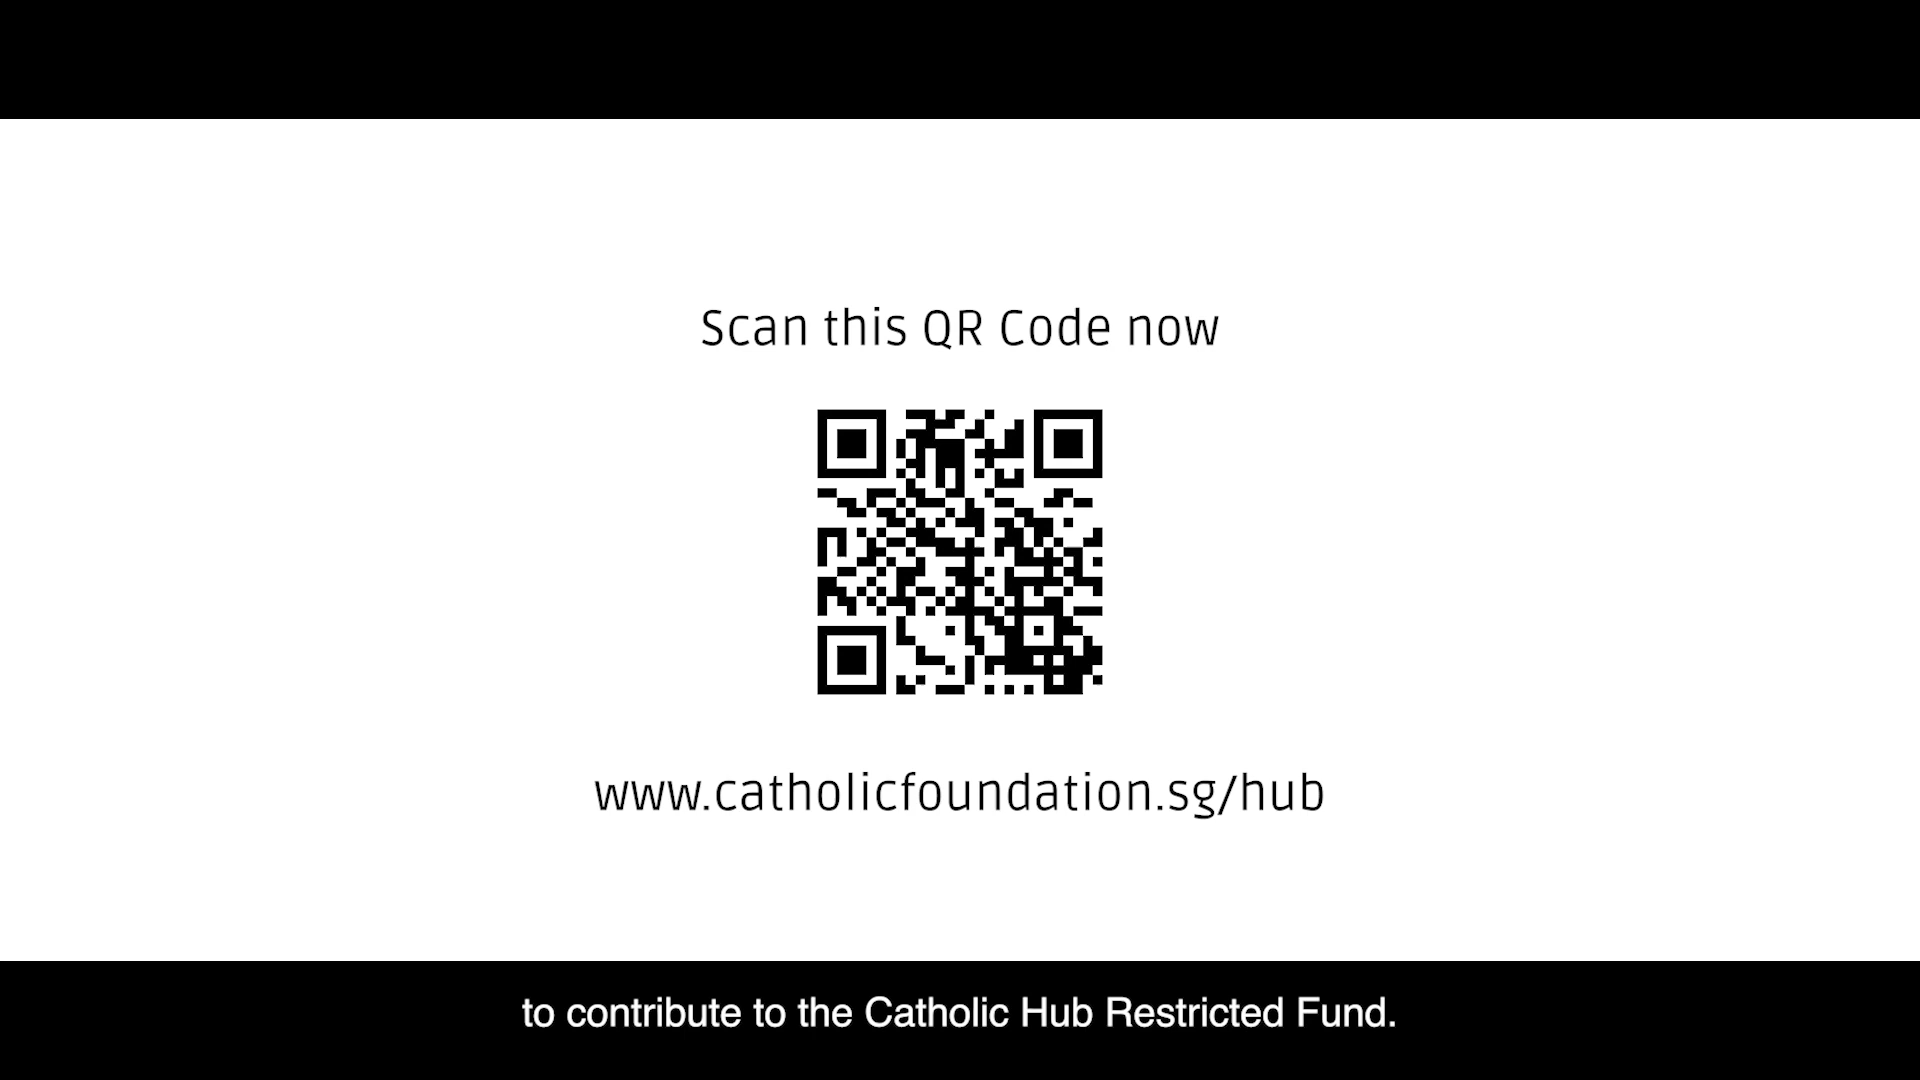 Scan this QR Code now
www.catholicfoundation.sg/hub
to contribute to the Catholic Hub Restricted Fund.